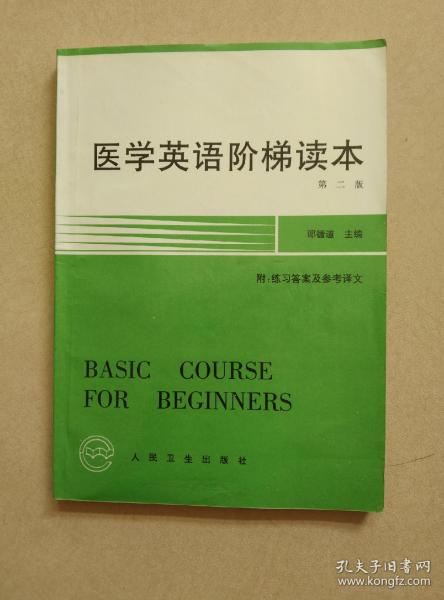 医学英语阶梯读本
第二版
邵循道 主编
附:练习答案及参考译文
BASIC COURSE
FOR BEGINNERS
人民卫生出版社
孔夫子旧书网
book.kongfz.com